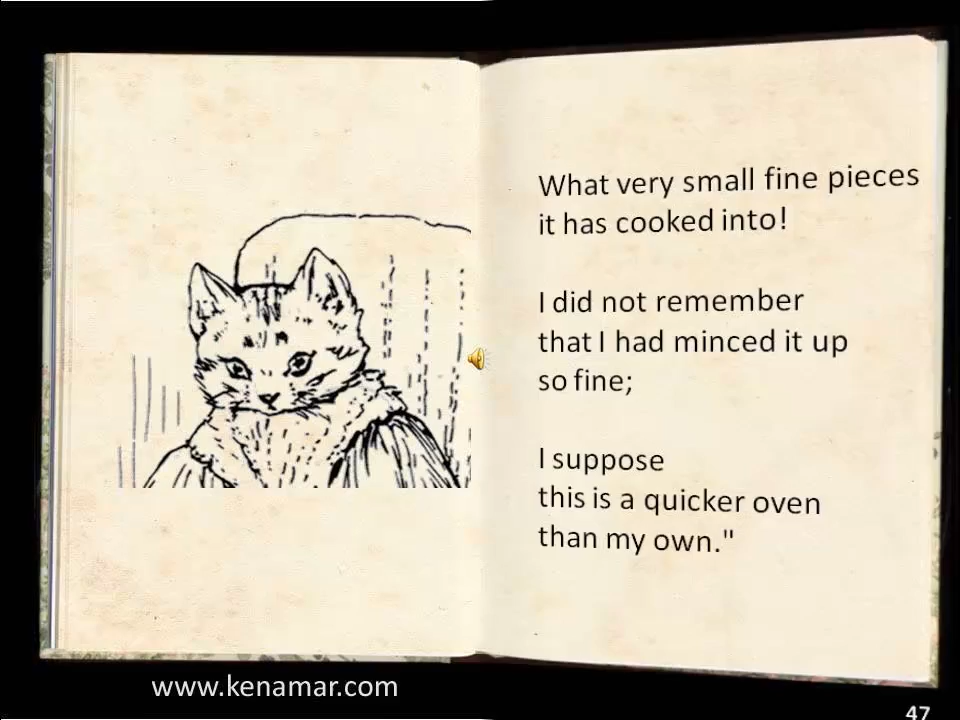 What very small fine pieces
it has cooked into!
I did not remember
that I had minced it up
so fine;
I suppose
this is a quicker oven
than my own."
www.kenamar.com
47